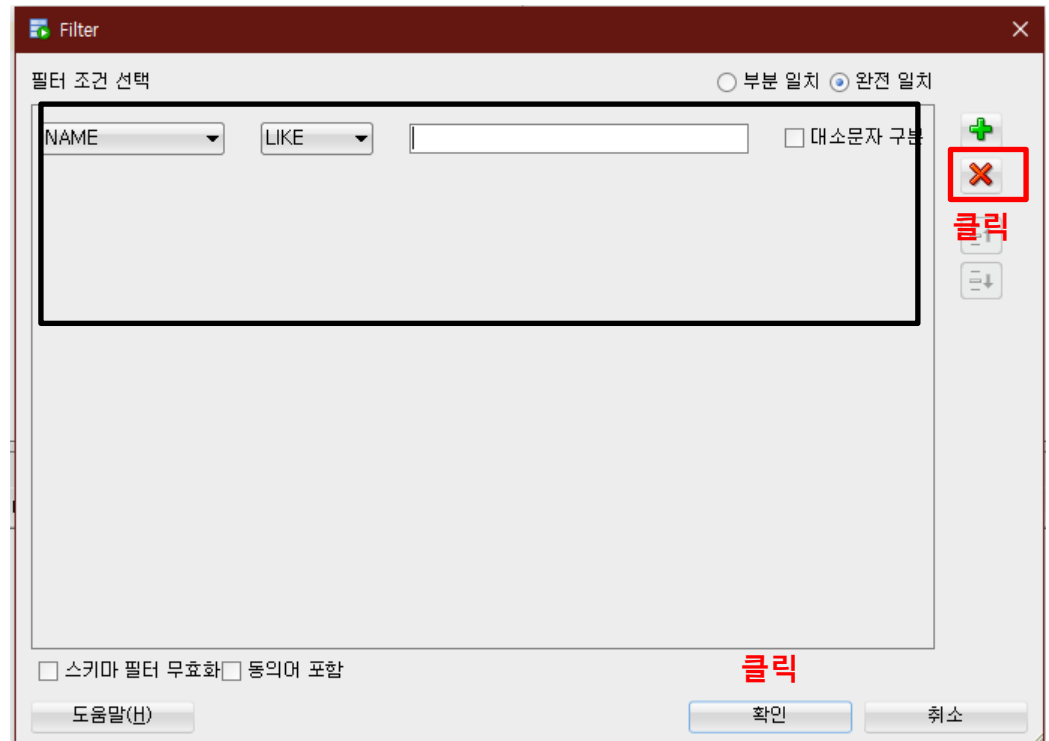 Filter
필터 조건 선택
부분 일치 완전 일치
NAME LIKE 대소문자 구분
클릭
스키마 필터 무효화 동의어 포함
클릭
도움말(H) 확인 취소